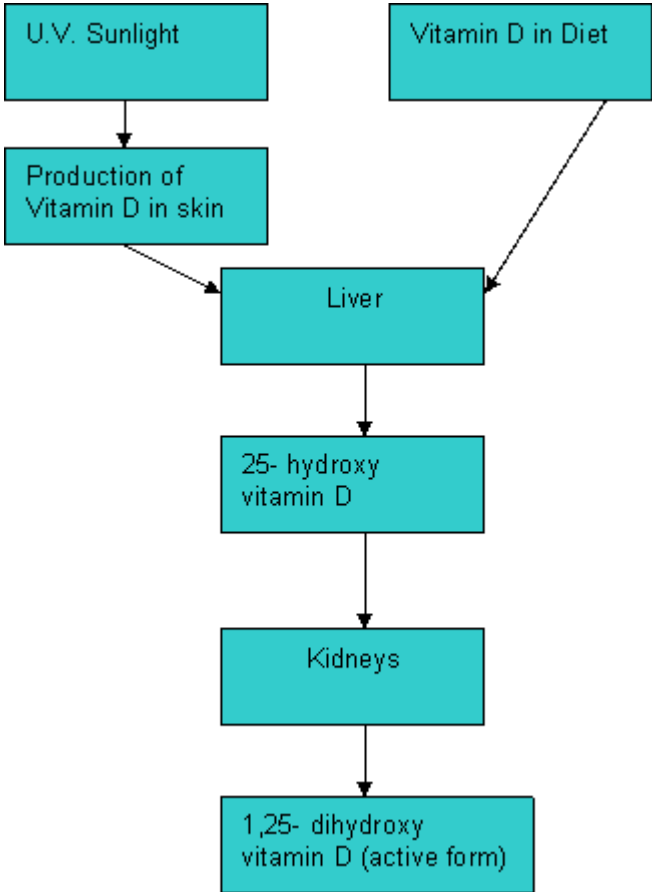 U.V. Sunlight
Vitamin D in Diet
Production of
Vitamin D in skin
Liver
25- hydroxy
vitamin D
Kidneys
1,25- dihydroxy
vitamin D (active form)